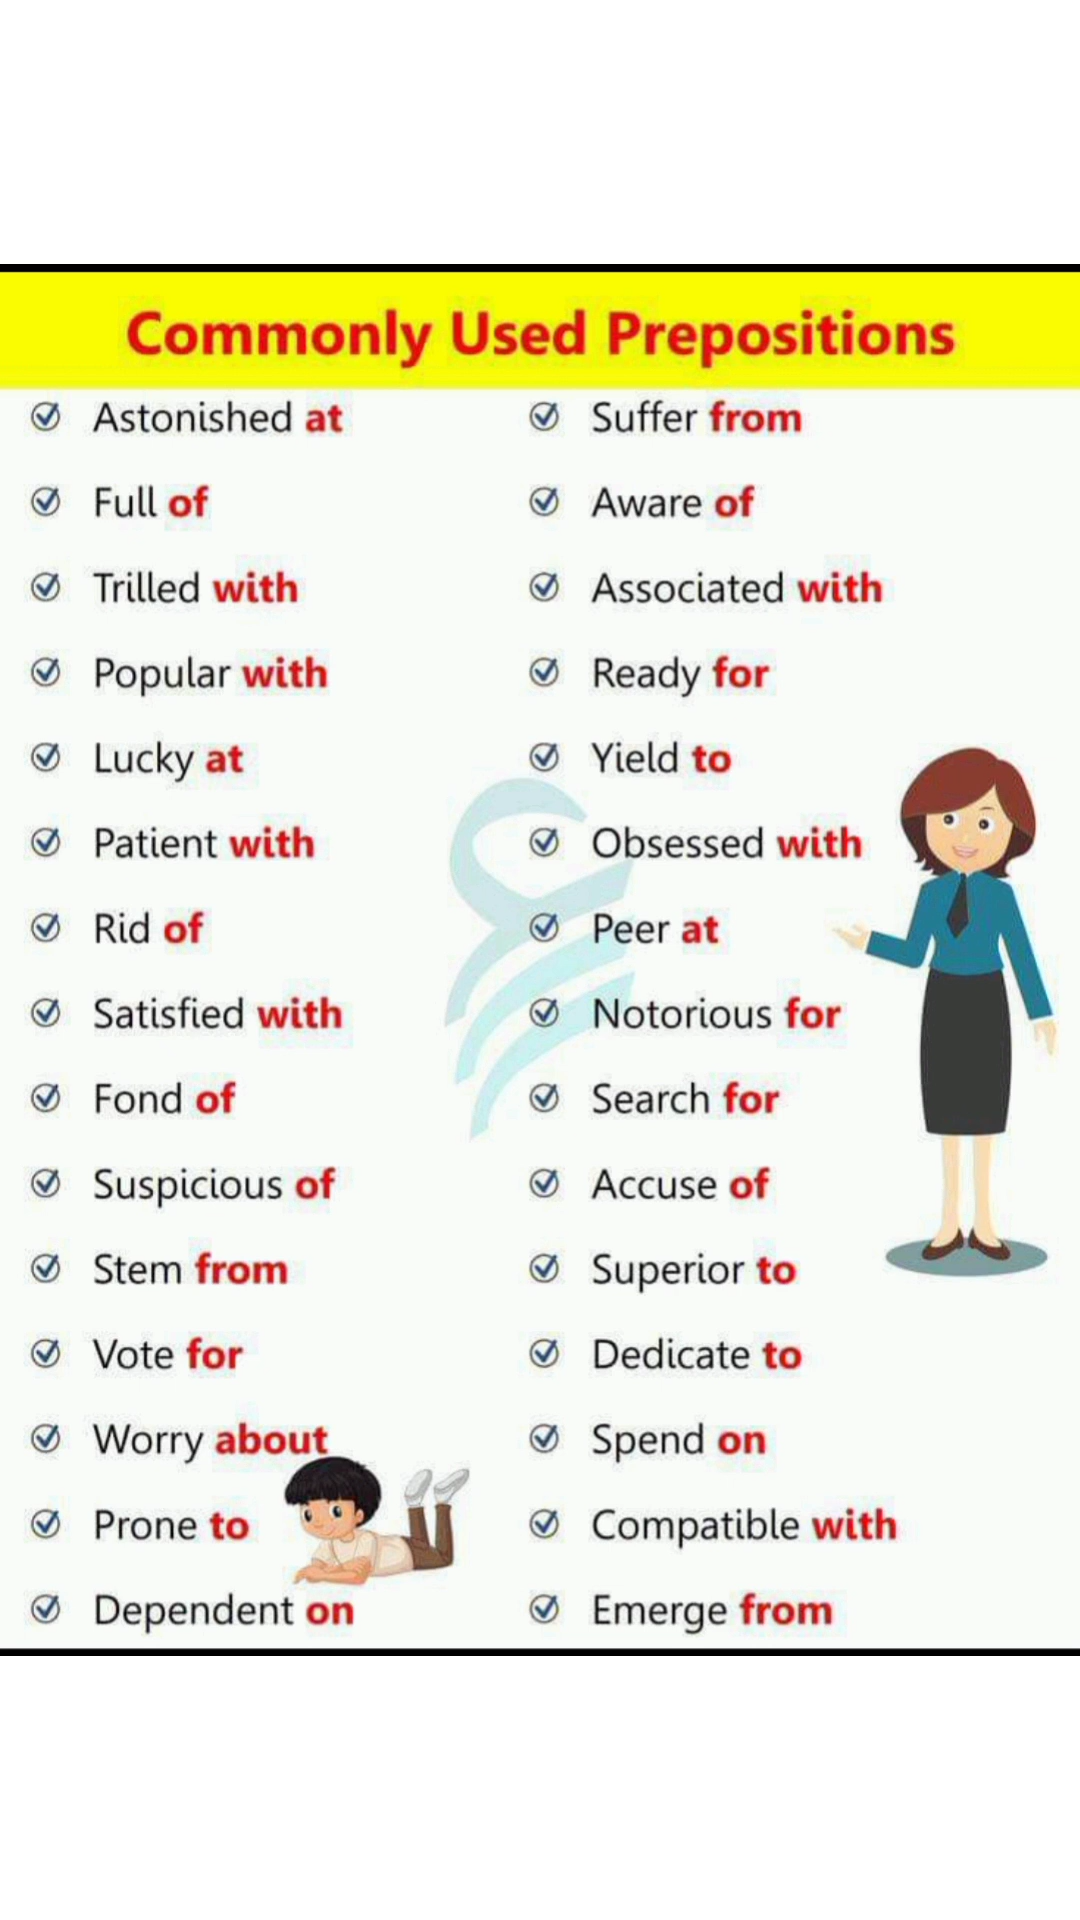 Commonly Used Prepositions
Astonished at
Full of
Trilled with
Popular with
Lucky at
Patient with
Rid of
Satisfied with
Fond of
Suspicious of
Stem from
Vote for
Worry about
Prone to
Dependent on
Suffer from
Aware of
Associated with
Ready for
Yield to
Obsessed with
Peer at
Notorious for
Search for
Accuse of
Superior to
Dedicate to
Spend on
Compatible with
Emerge from